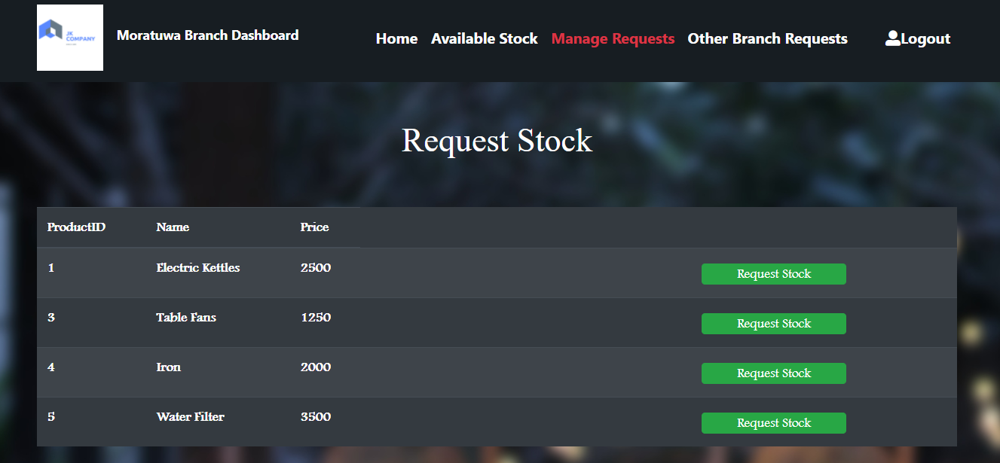 JK
COMPANY
Moratuwa Branch Dashboard
Home Available Stock Manage Requests Other Branch Requests Logout
Request Stock
ProductID Name Price
1 Electric Kettles 2500 Request Stock
3 Table Fans 1250 Request Stock
4 Iron 2000 Request Stock
5 Water Filter 3500 Request Stock